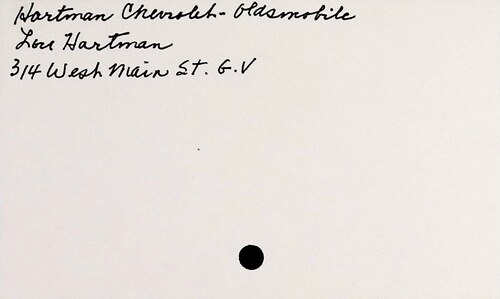 Hartman Chevrolet- Oldsmobile
Lou Hartman
314 West Main St. G.V